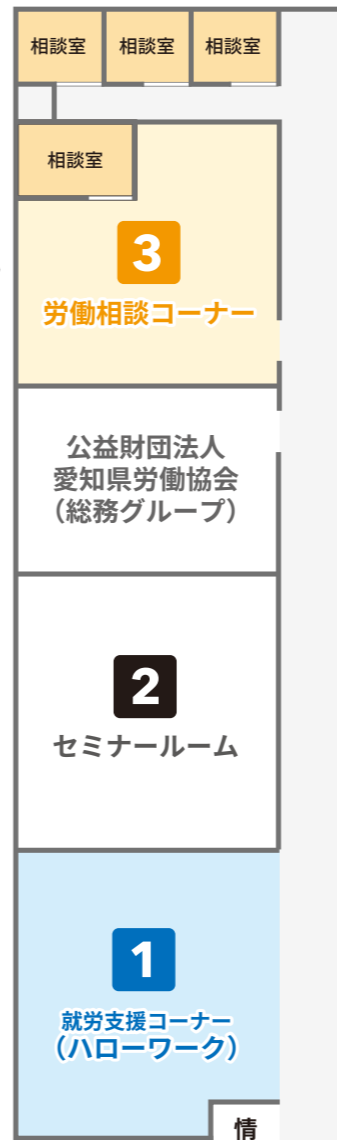 相談室 相談室 相談室
相談室
3
労働相談コーナー
公益財団法人
愛知県労働協会
（総務グループ）
2
セミナールーム
1
就労支援コーナー
（ハローワーク）
情